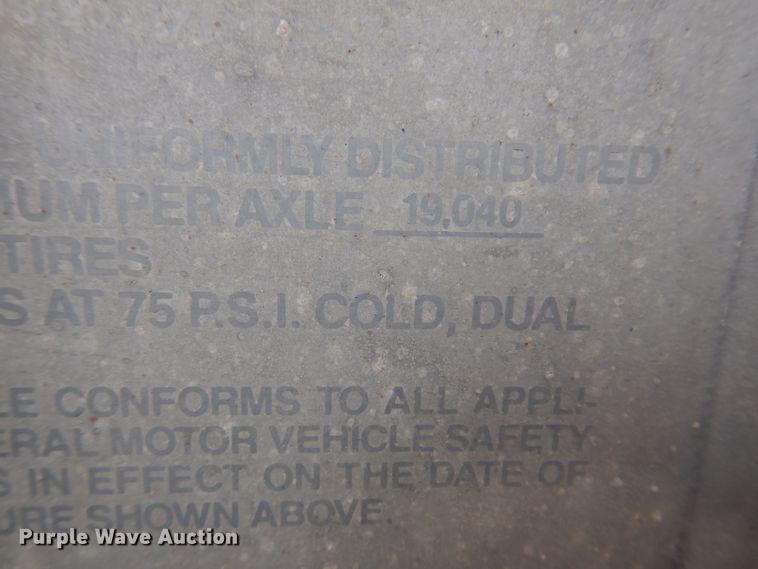 UNIFORMLY DISTRIBUTED
MUM PER AXLE 19,040
TIRES
S AT 75 P.S.I. COLD, DUAL
LE CONFORMS TO ALL APPLI-
ERAL MOTOR VEHICLE SAFETY
S IN EFFECT ON THE DATE OF
URE SHOWN ABOVE.
Purple Wave Auction